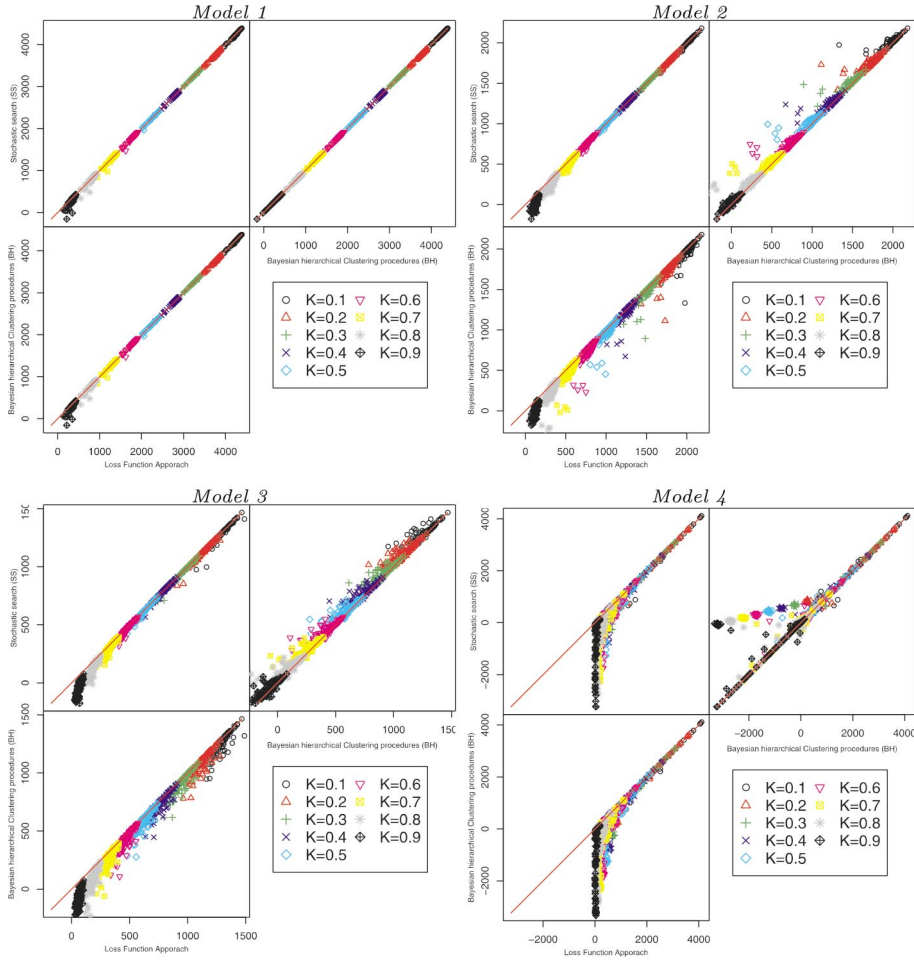 Model 1
Stochastic search (SS)
0 1000 2000 3000 4000
0 1000 2000 3000 4000
Bayesian hierarchical Clustering procedures (BH)
Bayesian hierarchical Clustering procedures (BH)
0 1000 2000 3000 4000
0 1000 2000 3000 4000
Loss Function Apporach
K=0.1 K=0.6
K=0.2 K=0.7
K=0.3 K=0.8
K=0.4 K=0.9
K=0.5
Model 2
Stochastic search (SS)
0 500 1000 1500 2000
0 500 1000 1500 2000
Bayesian hierarchical Clustering procedures (BH)
Bayesian hierarchical Clustering procedures (BH)
0 500 1000 1500 2000
0 500 1000 1500 2000
Loss Function Apporach
K=0.1 K=0.6
K=0.2 K=0.7
K=0.3 K=0.8
K=0.4 K=0.9
K=0.5
Model 3
Stochastic search (SS)
0 500 1000 150
0 500 1000 150
Bayesian hierarchical Clustering procedures (BH)
Bayesian hierarchical Clustering procedures (BH)
0 500 1000 1500
0 500 1000 1500
Loss Function Apporach
K=0.1 K=0.6
K=0.2 K=0.7
K=0.3 K=0.8
K=0.4 K=0.9
K=0.5
Model 4
Stochastic search (SS)
−2000 0 2000 4000
−2000 0 2000 4000
Bayesian hierarchical Clustering procedures (BH)
Bayesian hierarchical Clustering procedures (BH)
−2000 0 2000 4000
−2000 0 2000 4000
Loss Function Apporach
K=0.1 K=0.6
K=0.2 K=0.7
K=0.3 K=0.8
K=0.4 K=0.9
K=0.5